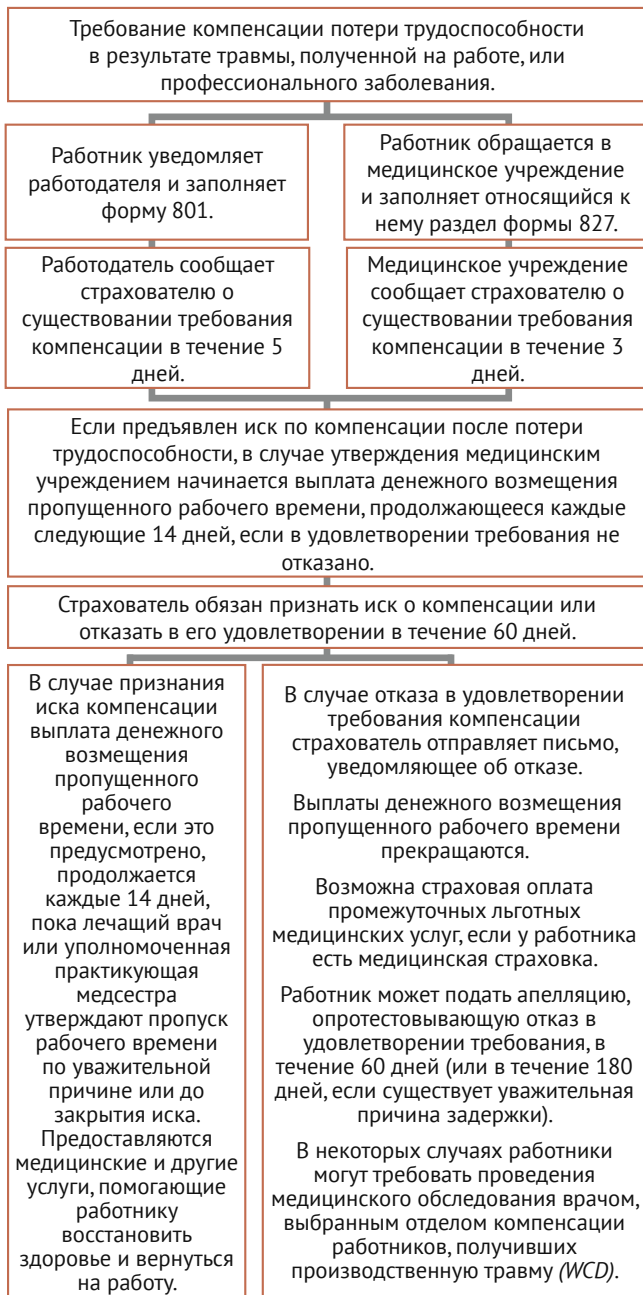 Требование компенсации потери трудоспособности
в результате травмы, полученной на работе, или
профессионального заболевания.
Работник уведомляет
работодателя и заполняет
форму 801.
Работник обращается в
медицинское учреждение
и заполняет относящийся к
нему раздел формы 827.
Работодатель сообщает
страхователю о
существовании требования
компенсации в течение 5
дней.
Медицинское учреждение
сообщает страхователю о
существовании требования
компенсации в течение 3
дней.
Если предъявлен иск по компенсации после потери
трудоспособности, в случае утверждения медицинским
учреждением начинается выплата денежного возмещения
пропущенного рабочего времени, продолжающееся каждые
следующие 14 дней, если в удовлетворении требования не
отказано.
Страхователь обязан признать иск о компенсации или
отказать в его удовлетворении в течение 60 дней.
В случае признания
иска компенсации
выплата денежного
возмещения
пропущенного
рабочего
времени, если это
предусмотрено,
продолжается
каждые 14 дней,
пока лечащий врач
или уполномоченная
практикующая
медсестра
утверждают пропуск
рабочего времени
по уважительной
причине или до
закрытия иска.
Предоставляются
медицинские и другие
услуги, помогающие
работнику
восстановить
здоровье и вернуться
на работу.
В случае отказа в удовлетворении
требования компенсации
страхователь отправляет письмо,
уведомляющее об отказе.
Выплаты денежного возмещения
пропущенного рабочего времени
прекращаются.
Возможна страховая оплата
промежуточных льготных
медицинских услуг, если у работника
есть медицинская страховка.
Работник может подать апелляцию,
опротестовывающую отказ в
удовлетворении требования, в
течение 60 дней (или в течение 180
дней, если существует уважительная
причина задержки).
В некоторых случаях работники
могут требовать проведения
медицинского обследования врачом,
выбранным отделом компенсации
работников, получивших
производственную травму (WCD).